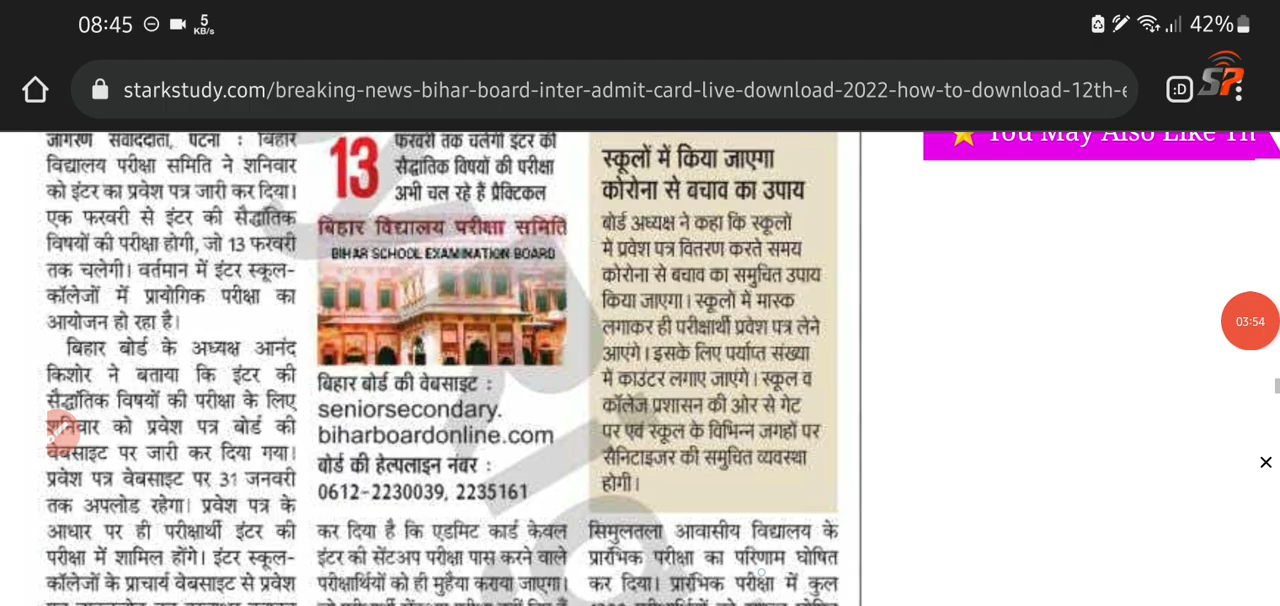 08:45
5
KB/s
42%
starkstudy.com/breaking-news-bihar-board-inter-admit-card-live-download-2022-how-to-download-12th-e
:D
SP
You May Also Like Th
जागरण संवाददाता, पटना : बिहार
विद्यालय परीक्षा समिति ने शनिवार
को इंटर का प्रवेश पत्र जारी कर दिया।
एक फरवरी से इंटर की सैद्धांतिक
विषयों की परीक्षा होगी, जो 13 फरवरी
तक चलेगी। वर्तमान में इंटर स्कूल-
कॉलेजों में प्रायोगिक परीक्षा का
आयोजन हो रहा है।
बिहार बोर्ड के अध्यक्ष आनंद
किशोर ने बताया कि इंटर की
सैद्धांतिक विषयों की परीक्षा के लिए
शनिवार को प्रवेश पत्र बोर्ड की
वेबसाइट पर जारी कर दिया गया।
प्रवेश पत्र वेबसाइट पर 31 जनवरी
तक अपलोड रहेगा। प्रवेश पत्र के
आधार पर ही परीक्षार्थी इंटर की
परीक्षा में शामिल होंगे। इंटर स्कूल-
कॉलेजों के प्राचार्य वेबसाइट से प्रवेश
13
फरवरी तक चलेगी इंटर की
सैद्धांतिक विषयों की परीक्षा
अभी चल रहे हैं प्रैक्टिकल
बिहार विद्यालय परीक्षा समिति
BIHAR SCHOOL EXAMINATION BOARD
बिहार बोर्ड की वेबसाइट :
seniorsecondary.
biharboardonline.com
बोर्ड की हेल्पलाइन नंबर :
0612-2230039, 2235161
कर दिया है कि एडमिट कार्ड केवल
इंटर की सेंटअप परीक्षा पास करने वाले
परीक्षार्थियों को ही मुहैया कराया जाएगा।
स्कूलों में किया जाएगा
कोरोना से बचाव का उपाय
बोर्ड अध्यक्ष ने कहा कि स्कूलों
में प्रवेश पत्र वितरण करते समय
कोरोना से बचाव का समुचित उपाय
किया जाएगा। स्कूलों में मास्क
लगाकर ही परीक्षार्थी प्रवेश पत्र लेने
आएंगे। इसके लिए पर्याप्त संख्या
में काउंटर लगाए जाएंगे। स्कूल व
कॉलेज प्रशासन की ओर से गेट
पर एवं स्कूल के विभिन्न जगहों पर
सैनिटाइजर की समुचित व्यवस्था
होगी।
सिमुलतला आवासीय विद्यालय के
प्रारंभिक परीक्षा का परिणाम घोषित
कर दिया। प्रारंभिक परीक्षा में कुल
03:54